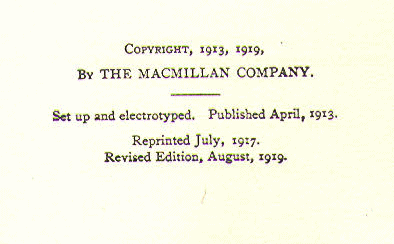 COPYRIGHT, 1913, 1919,
BY THE MACMILLAN COMPANY.
Set up and electrotyped. Published April, 1913.
Reprinted July, 1917.
Revised Edition, August, 1919.